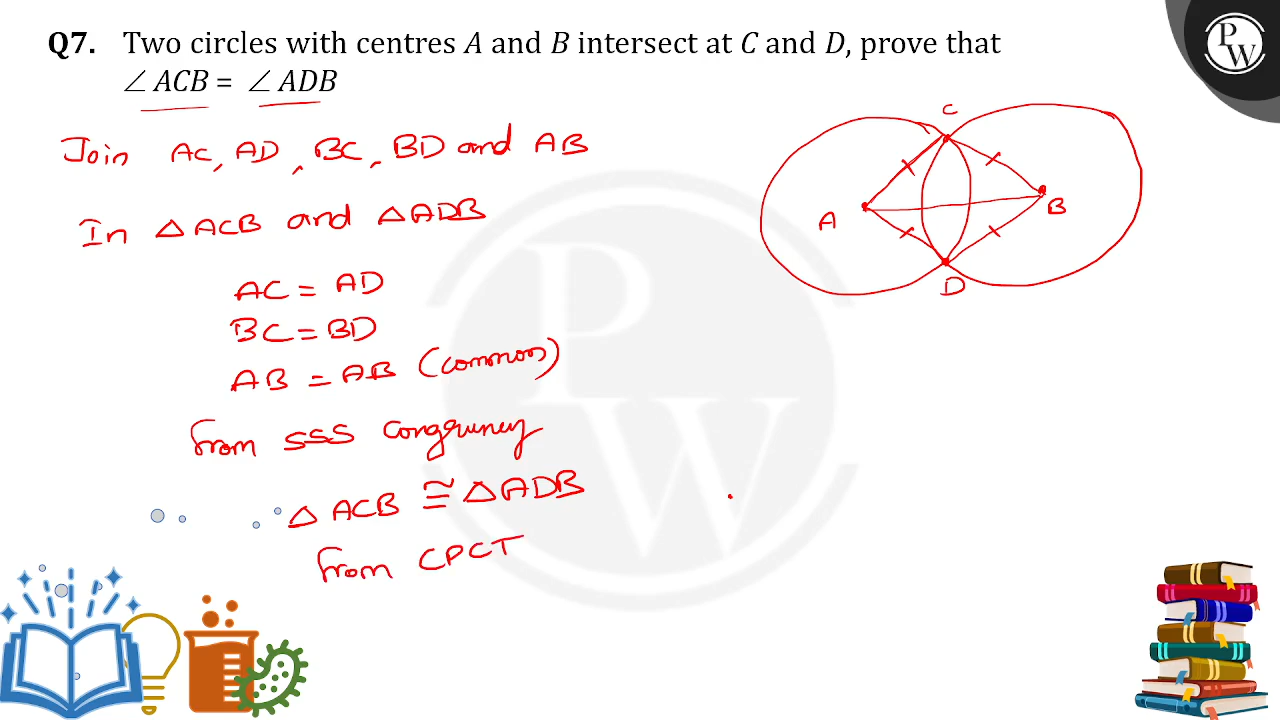 Q7. Two circles with centres A and B intersect at C and D, prove that
∠ ACB = ∠ ADB
Join AC, AD, BC, BD and AB
In △ ACB and △ ADB
AC = AD
BC = BD
AB = AB (common)
from SSS congruncy
△ ACB ≅ △ ADB
from CPCT
C
A
B
D
P
W
P
W